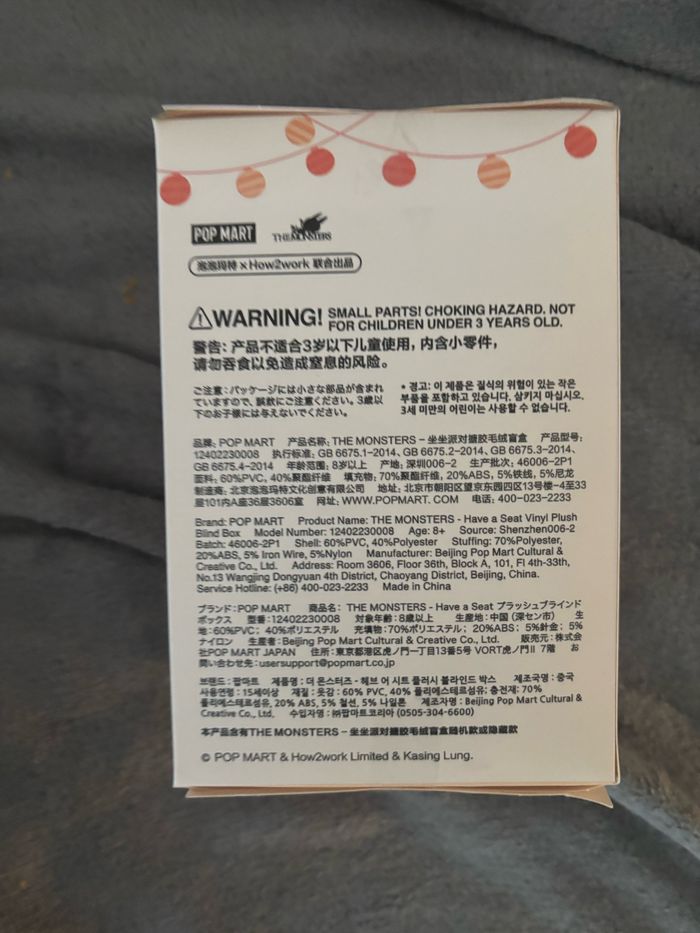 POP MART
THE MONSTERS
泡泡玛特 × How2work 联合出品
WARNING! SMALL PARTS! CHOKING HAZARD. NOT
FOR CHILDREN UNDER 3 YEARS OLD.
警告: 产品不适合3岁以下儿童使用，内含小零件，
请勿吞食以免造成窒息的风险。
ご注意：パッケージには小さな部品が含まれ
ていますので、誤飲にご注意ください。3歳以
下のお子様には与えないでください。
* 경고: 이 제품은 질식의 위험이 있는 작은
부품을 포함하고 있습니다. 삼키지 마십시오.
3세 미만의 어린이는 사용할 수 없습니다.
品牌: POP MART 产品名称: THE MONSTERS – 坐坐派对搪胶毛绒盲盒 产品型号:
12402230008 执行标准: GB 6675.1–2014、GB 6675.2–2014、GB 6675.3–2014、
GB 6675.4–2014 年龄范围: 8岁以上 产地: 深圳006–2 生产批次: 46006-2P1
面料: 60%PVC, 40%聚酯纤维 填充物: 70%聚酯纤维, 20%ABS, 5%铁线, 5%尼龙
制造商: 北京泡泡玛特文化创意有限公司 地址: 北京市朝阳区望京东园四区13号楼–4至33
层101内A座36层3606室 网址: WWW.POPMART.COM 电话: 400–023–2233
Brand: POP MART Product Name: THE MONSTERS - Have a Seat Vinyl Plush
Blind Box Model Number: 12402230008 Age: 8+ Source: Shenzhen006-2
Batch: 46006-2P1 Shell: 60%PVC, 40%Polyester Stuffing: 70%Polyester,
20%ABS, 5% Iron Wire, 5%Nylon Manufacturer: Beijing Pop Mart Cultural &
Creative Co., Ltd. Address: Room 3606, Floor 36th, Block A, 101, Fl 4th-33th,
No.13 Wangjing Dongyuan 4th District, Chaoyang District, Beijing, China.
Service Hotline: (+86) 400-023-2233 Made in China
ブランド：POP MART 商品名： THE MONSTERS - Have a Seat プラッシュブラインド
ボックス 型番：12402230008 対象年齢：8歳以上 生産地：中国 (深セン市) 生
地：60%PVC；40%ポリエステル 充填物：70%ポリエステル；20%ABS；5%針金；5%
ナイロン 生産者：Beijing Pop Mart Cultural & Creative Co., Ltd. 販売元：株式会
社POP MART JAPAN 住所：東京都港区虎ノ門一丁目13番5号 VORT虎ノ門II 7階 お
問い合わせ先：usersupport@popmart.co.jp
브랜드 : 팝마트 제품명 : 더 몬스터즈 - 헤브 어 시트 플러시 블라인드 박스 제조국명 : 중국
사용연령 : 15세이상 재질 : 옷감 : 60% PVC, 40% 폴리에스테르섬유; 충전재: 70%
폴리에스테르섬유, 20% ABS, 5% 철선, 5% 나일론 제조자명 : Beijing Pop Mart Cultural &
Creative Co., Ltd. 수입자명 : ㈜팝마트코리아 (0505-304-6600)
本产品含有THE MONSTERS – 坐坐派对搪胶毛绒盲盒随机款或隐藏款
© POP MART & How2work Limited & Kasing Lung.